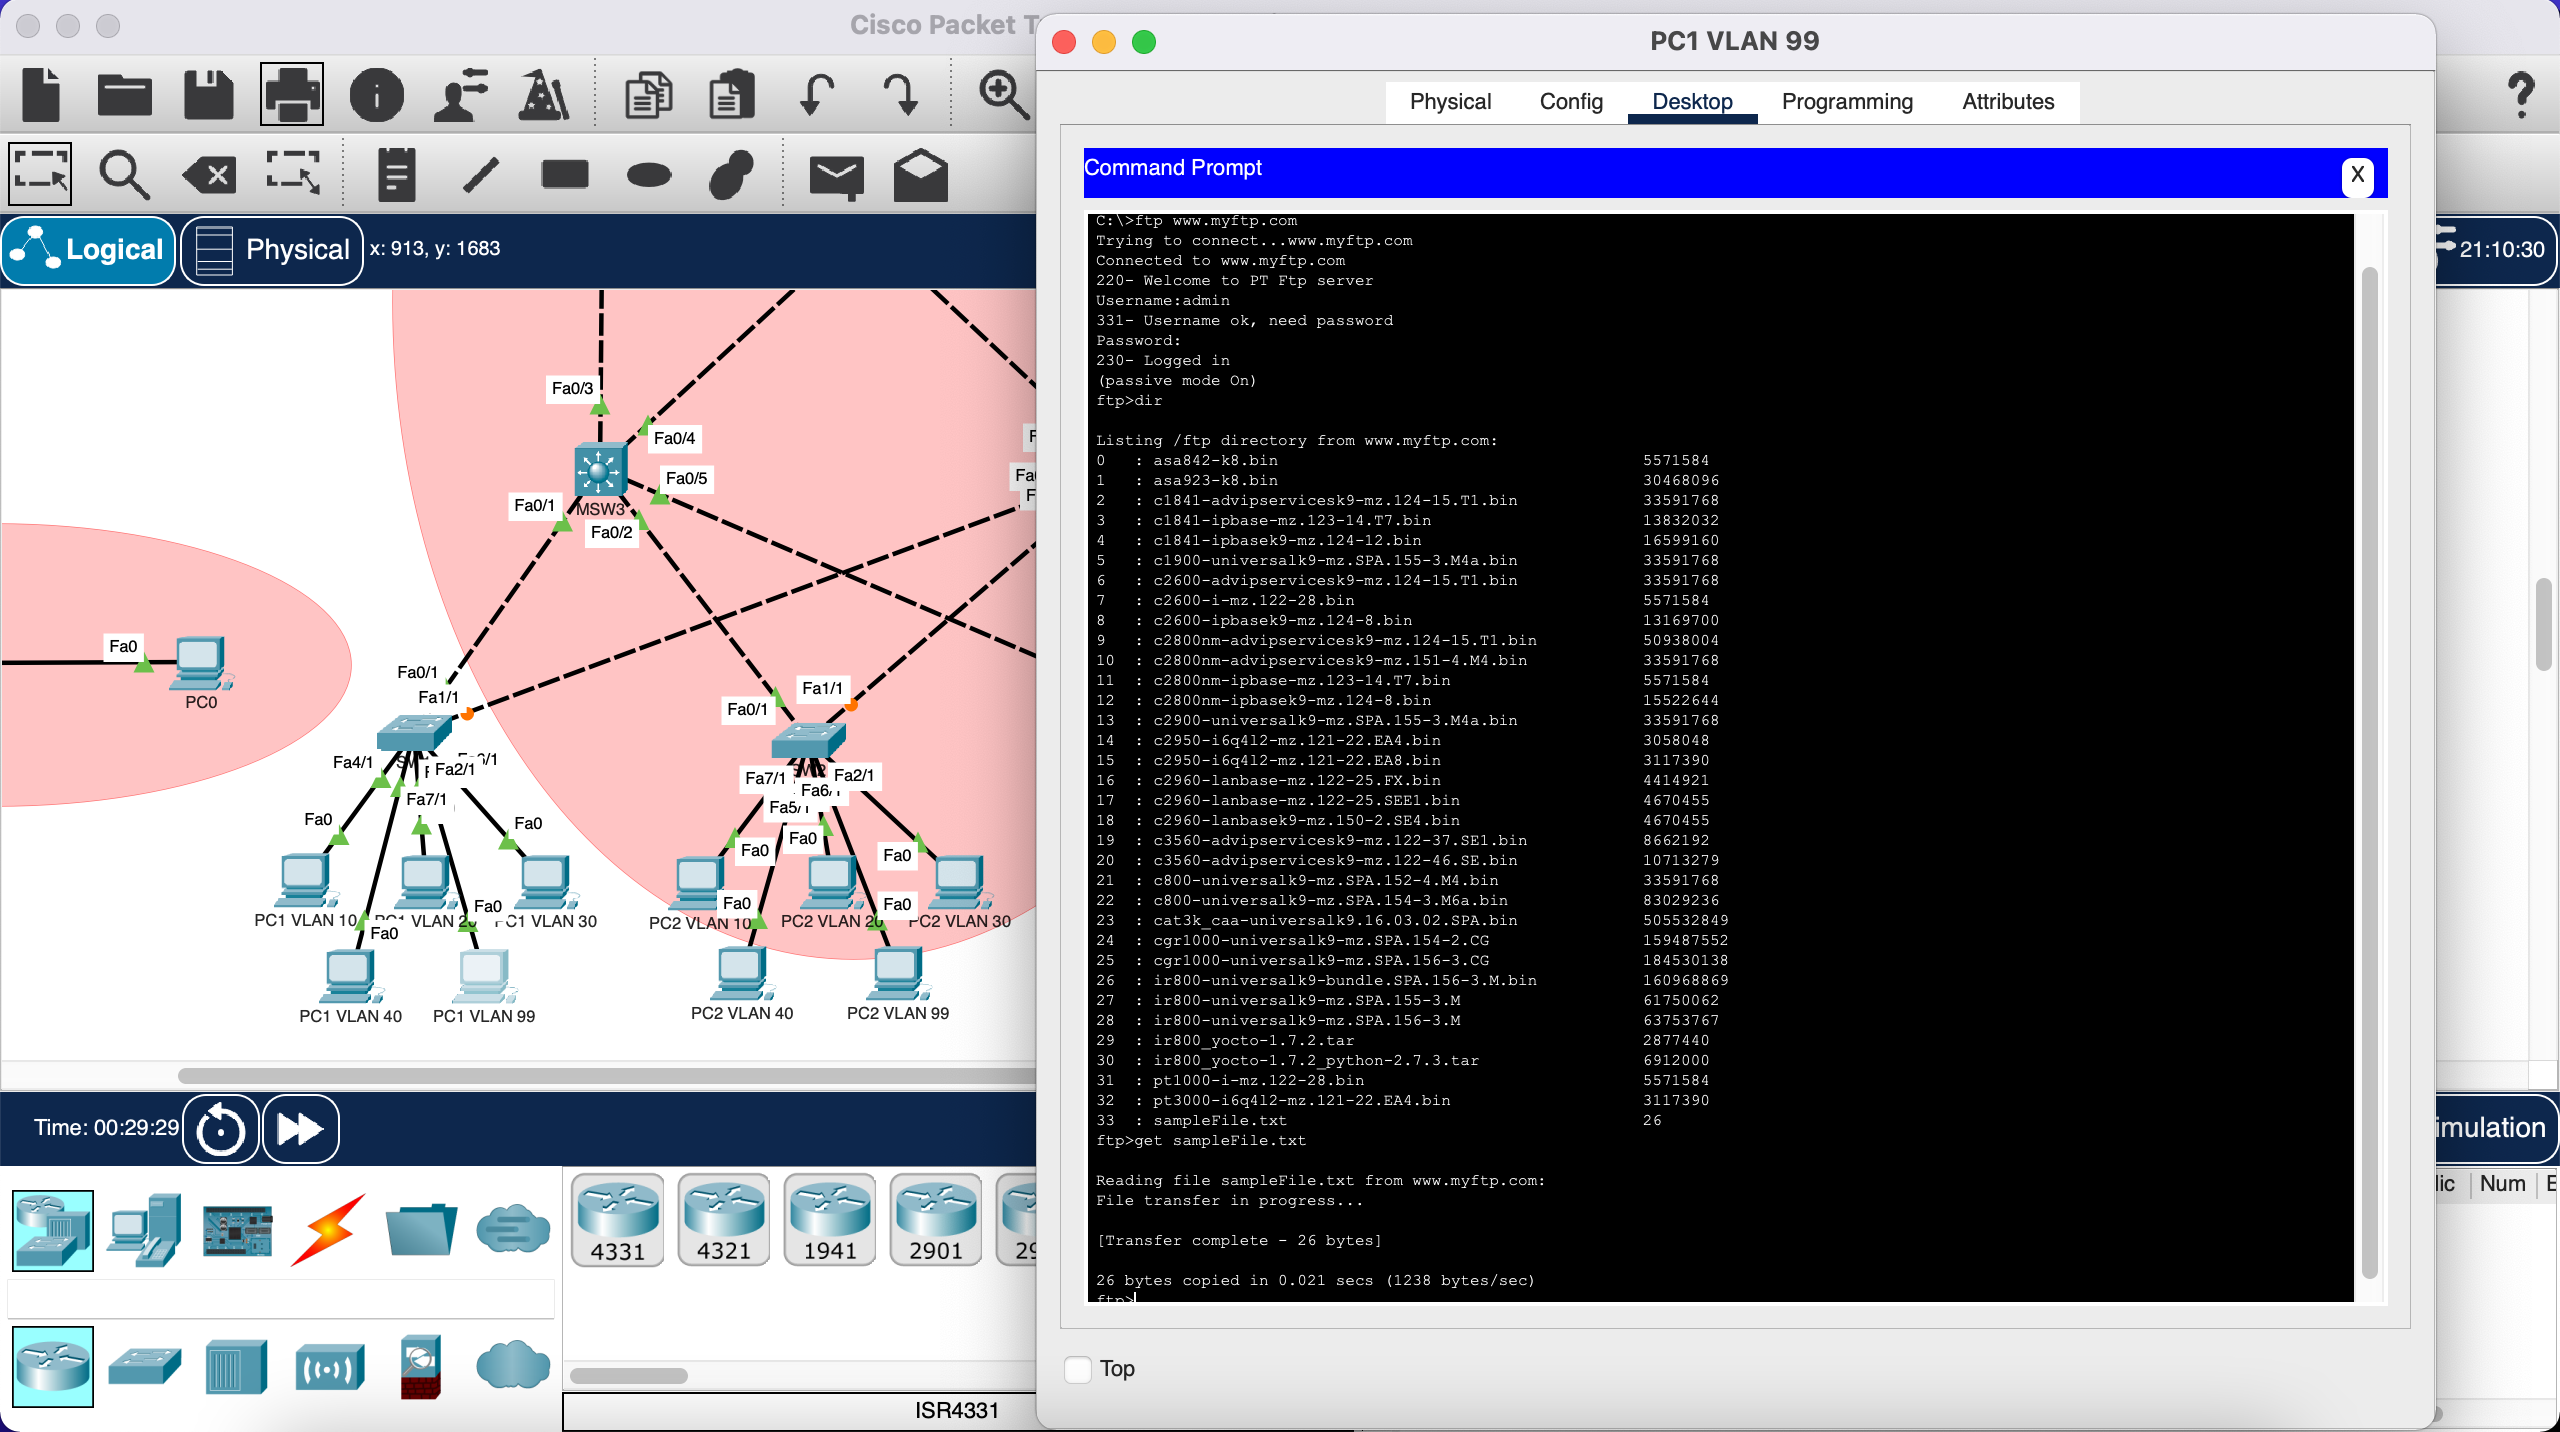 Cisco Packet T
PC1 VLAN 99
Physical Config Desktop Programming Attributes
Command Prompt
X
Logical
Physical
x: 913, y: 1683
21:10:30
C:\>ftp www.myftp.com
Trying to connect...www.myftp.com
Connected to www.myftp.com
220- Welcome to PT Ftp server
Username:admin
331- Username ok, need password
Password:
230- Logged in
(passive mode On)
ftp>dir
Listing /ftp directory from www.myftp.com:
0 : asa842-k8.bin 5571584
1 : asa923-k8.bin 30468096
2 : c1841-advipservicesk9-mz.124-15.T1.bin 33591768
3 : c1841-ipbase-mz.123-14.T7.bin 13832032
4 : c1841-ipbasek9-mz.124-12.bin 16599160
5 : c1900-universalk9-mz.SPA.155-3.M4a.bin 33591768
6 : c2600-advipservicesk9-mz.124-15.T1.bin 33591768
7 : c2600-i-mz.122-28.bin 5571584
8 : c2600-ipbasek9-mz.124-8.bin 13169700
9 : c2800nm-advipservicesk9-mz.124-15.T1.bin 50938004
10 : c2800nm-advipservicesk9-mz.151-4.M4.bin 33591768
11 : c2800nm-ipbase-mz.123-14.T7.bin 5571584
12 : c2800nm-ipbasek9-mz.124-8.bin 15522644
13 : c2900-universalk9-mz.SPA.155-3.M4a.bin 33591768
14 : c2950-i6q4l2-mz.121-22.EA4.bin 3058048
15 : c2950-i6q4l2-mz.121-22.EA8.bin 3117390
16 : c2960-lanbase-mz.122-25.FX.bin 4414921
17 : c2960-lanbase-mz.122-25.SEE1.bin 4670455
18 : c2960-lanbasek9-mz.150-2.SE4.bin 4670455
19 : c3560-advipservicesk9-mz.122-37.SE1.bin 8662192
20 : c3560-advipservicesk9-mz.122-46.SE.bin 10713279
21 : c800-universalk9-mz.SPA.152-4.M4.bin 33591768
22 : c800-universalk9-mz.SPA.154-3.M6a.bin 83029236
23 : cat3k_caa-universalk9.16.03.02.SPA.bin 505532849
24 : cgr1000-universalk9-mz.SPA.154-2.CG 159487552
25 : cgr1000-universalk9-mz.SPA.156-3.CG 184530138
26 : ir800-universalk9-bundle.SPA.156-3.M.bin 160968869
27 : ir800-universalk9-mz.SPA.155-3.M 61750062
28 : ir800-universalk9-mz.SPA.156-3.M 63753767
29 : ir800_yocto-1.7.2.tar 2877440
30 : ir800_yocto-1.7.2_python-2.7.3.tar 6912000
31 : pt1000-i-mz.122-28.bin 5571584
32 : pt3000-i6q4l2-mz.121-22.EA4.bin 3117390
33 : sampleFile.txt 26
ftp>get sampleFile.txt
Reading file sampleFile.txt from www.myftp.com:
File transfer in progress...
[Transfer complete - 26 bytes]
26 bytes copied in 0.021 secs (1238 bytes/sec)
ftp>
Top
Fa0/3
Fa0/4
Fa0/5
Fa0/1
MSW3
Fa0/2
Fa0
PC0
Fa0/1
Fa1/1
Fa4/1
Fa2/1
Fa7/1
Fa0
Fa0
PC1 VLAN 10
PC1 VLAN 20
PC1 VLAN 30
Fa0
Fa0
PC1 VLAN 40
PC1 VLAN 99
Fa1/1
Fa0/1
Fa7/1
Fa2/1
Fa6/1
Fa5/1
Fa0
Fa0
Fa0
PC2 VLAN 10
PC2 VLAN 20
PC2 VLAN 30
Fa0
Fa0
PC2 VLAN 40
PC2 VLAN 99
Time: 00:29:29
imulation
4331
4321
1941
2901
29
Num
ISR4331